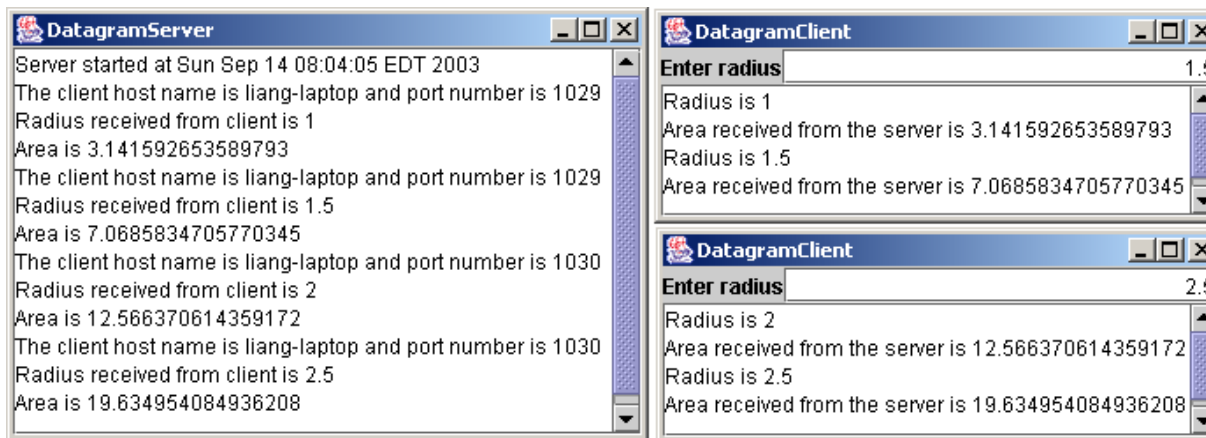 DatagramServer
Server started at Sun Sep 14 08:04:05 EDT 2003
The client host name is liang-laptop and port number is 1029
Radius received from client is 1
Area is 3.141592653589793
The client host name is liang-laptop and port number is 1029
Radius received from client is 1.5
Area is 7.0685834705770345
The client host name is liang-laptop and port number is 1030
Radius received from client is 2
Area is 12.566370614359172
The client host name is liang-laptop and port number is 1030
Radius received from client is 2.5
Area is 19.634954084936208
DatagramClient
Enter radius 1.5
Radius is 1
Area received from the server is 3.141592653589793
Radius is 1.5
Area received from the server is 7.0685834705770345
DatagramClient
Enter radius 2.5
Radius is 2
Area received from the server is 12.566370614359172
Radius is 2.5
Area received from the server is 19.634954084936208